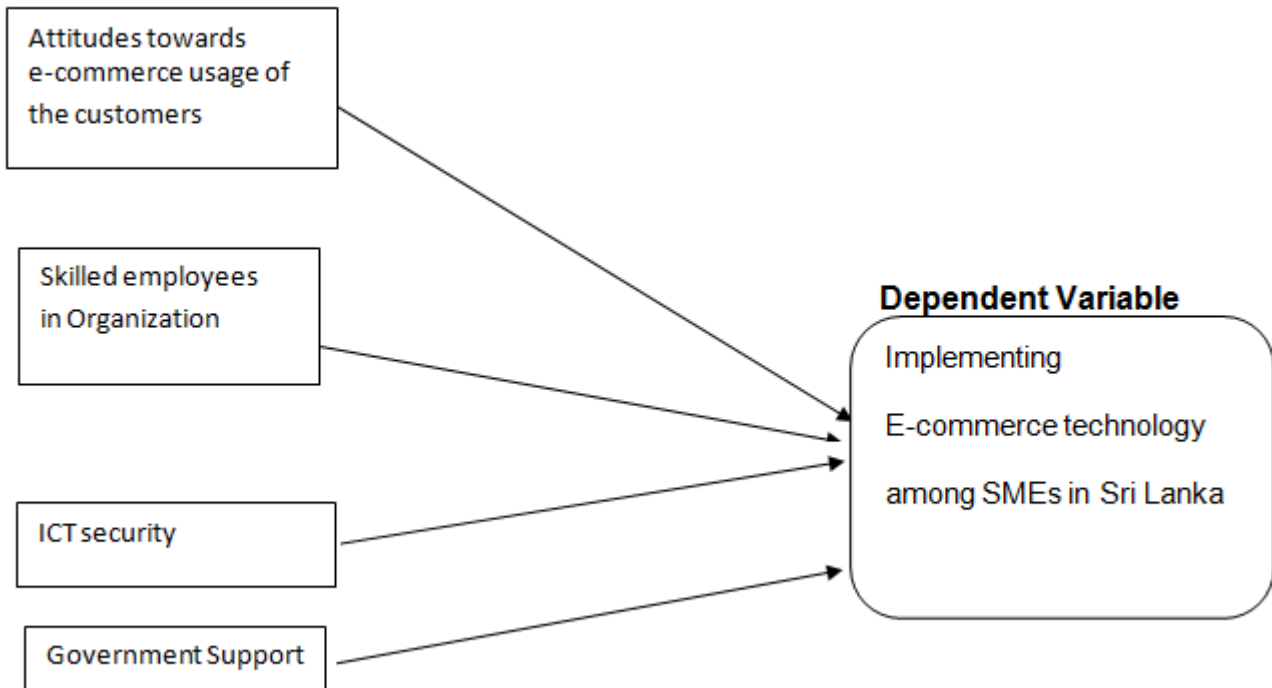 Attitudes towards
e-commerce usage of
the customers
Skilled employees
in Organization
ICT security
Government Support
Dependent Variable
Implementing
E-commerce technology
among SMEs in Sri Lanka